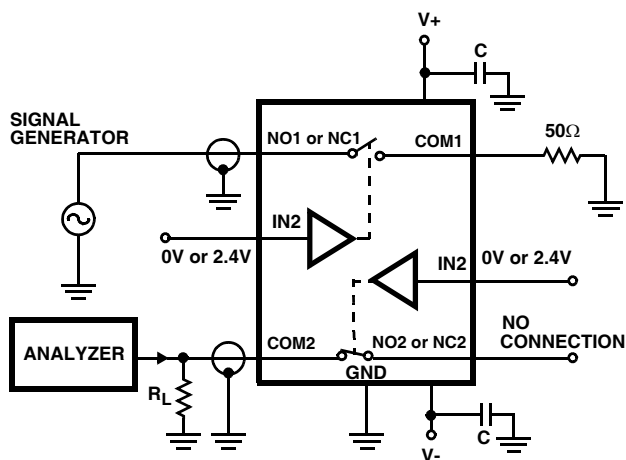 V+
C
SIGNAL
GENERATOR
NO1 or NC1
COM1
50Ω
IN2
0V or 2.4V
IN2
0V or 2.4V
ANALYZER
COM2
NO2 or NC2
NO
CONNECTION
GND
RL
C
V-